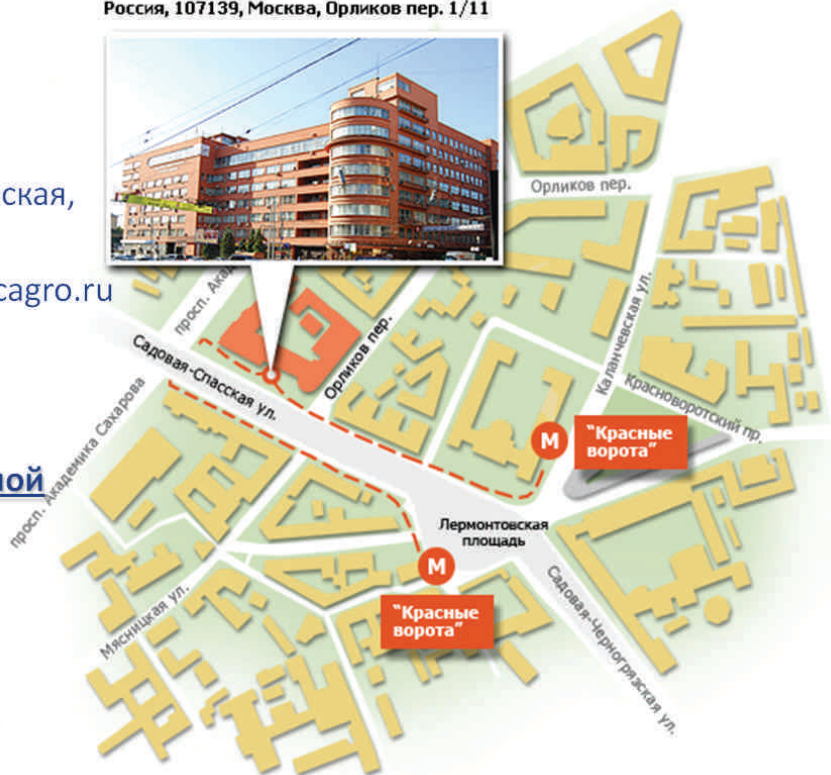 Россия, 107139, Москва, Орликов пер. 1/11
ская,
cagro.ru
ной
Орликов пер.
просп. Ака
Каланчевская ул.
Садовая-Спасская ул.
Орликов пер.
Красноворотский пр.
просп. Академика Сахарова
М
"Красные
ворота"
Лермонтовская
площадь
М
"Красные
ворота"
Мясницкая ул.
Садовая-Черногрязская ул.